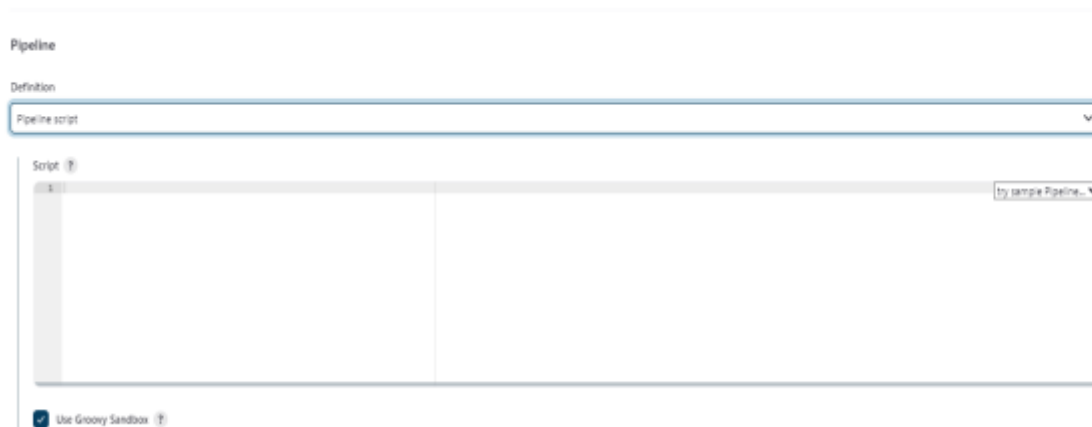 Pipeline
Definition
Pipeline script
Script ?
try sample Pipeline...
1
Use Groovy Sandbox ?